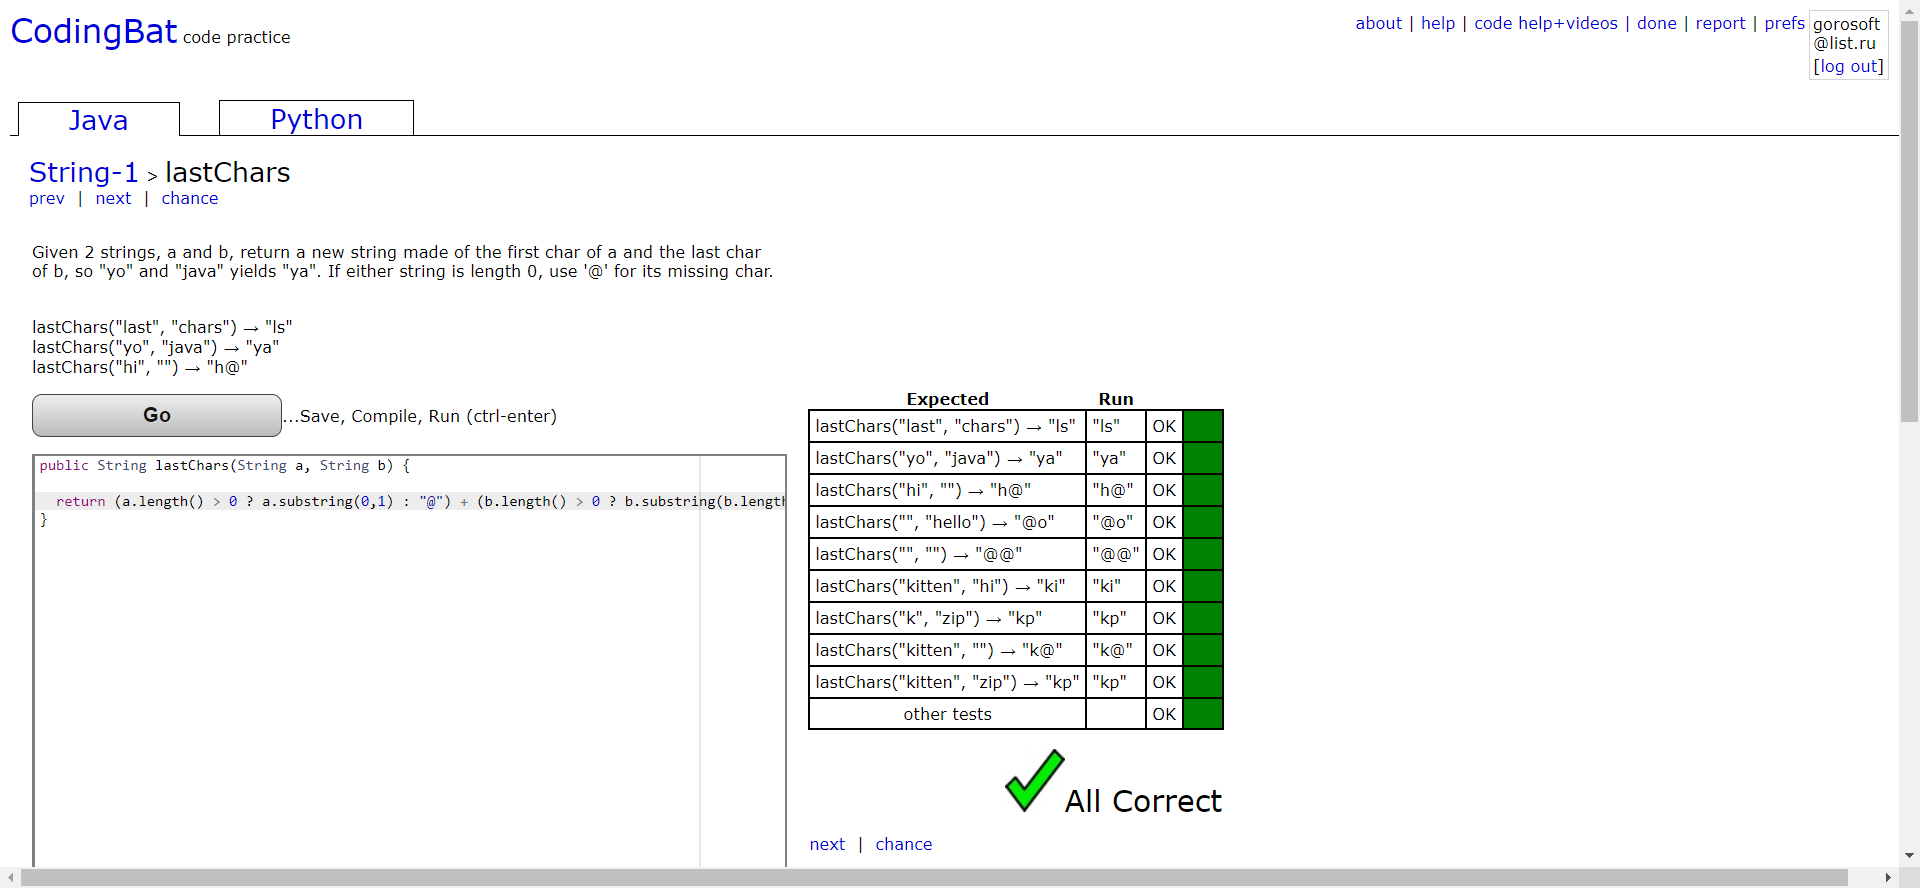 CodingBat code practice
about | help | code help+videos | done | report | prefs
gorosoft
@list.ru
[log out]
Java
Python
String-1 > lastChars
prev | next | chance
Given 2 strings, a and b, return a new string made of the first char of a and the last char
of b, so "yo" and "java" yields "ya". If either string is length 0, use '@' for its missing char.
lastChars("last", "chars") → "ls"
lastChars("yo", "java") → "ya"
lastChars("hi", "") → "h@"
Go
...Save, Compile, Run (ctrl-enter)
public String lastChars(String a, String b) {
return (a.length() > 0 ? a.substring(0,1) : "@") + (b.length() > 0 ? b.substring(b.length
}
Expected Run
lastChars("last", "chars") → "ls" "ls" OK
lastChars("yo", "java") → "ya" "ya" OK
lastChars("hi", "") → "h@" "h@" OK
lastChars("", "hello") → "@o" "@o" OK
lastChars("", "") → "@@" "@@" OK
lastChars("kitten", "hi") → "ki" "ki" OK
lastChars("k", "zip") → "kp" "kp" OK
lastChars("kitten", "") → "k@" "k@" OK
lastChars("kitten", "zip") → "kp" "kp" OK
other tests OK
All Correct
next | chance